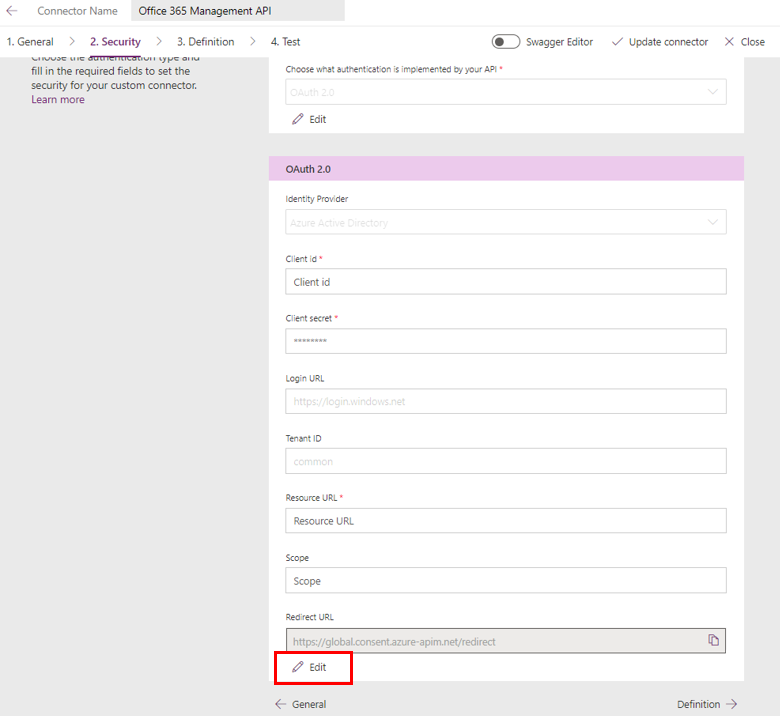 Connector Name Office 365 Management API
1. General 2. Security 3. Definition 4. Test Swagger Editor Update connector Close
Choose the authentication type and
fill in the required fields to set the
security for your custom connector.
Learn more
Choose what authentication is implemented by your API *
OAuth 2.0
Edit
OAuth 2.0
Identity Provider
Azure Active Directory
Client id *
Client id
Client secret *
********
Login URL
https://login.windows.net
Tenant ID
common
Resource URL *
Resource URL
Scope
Scope
Redirect URL
https://global.consent.azure-apim.net/redirect
Edit
General Definition